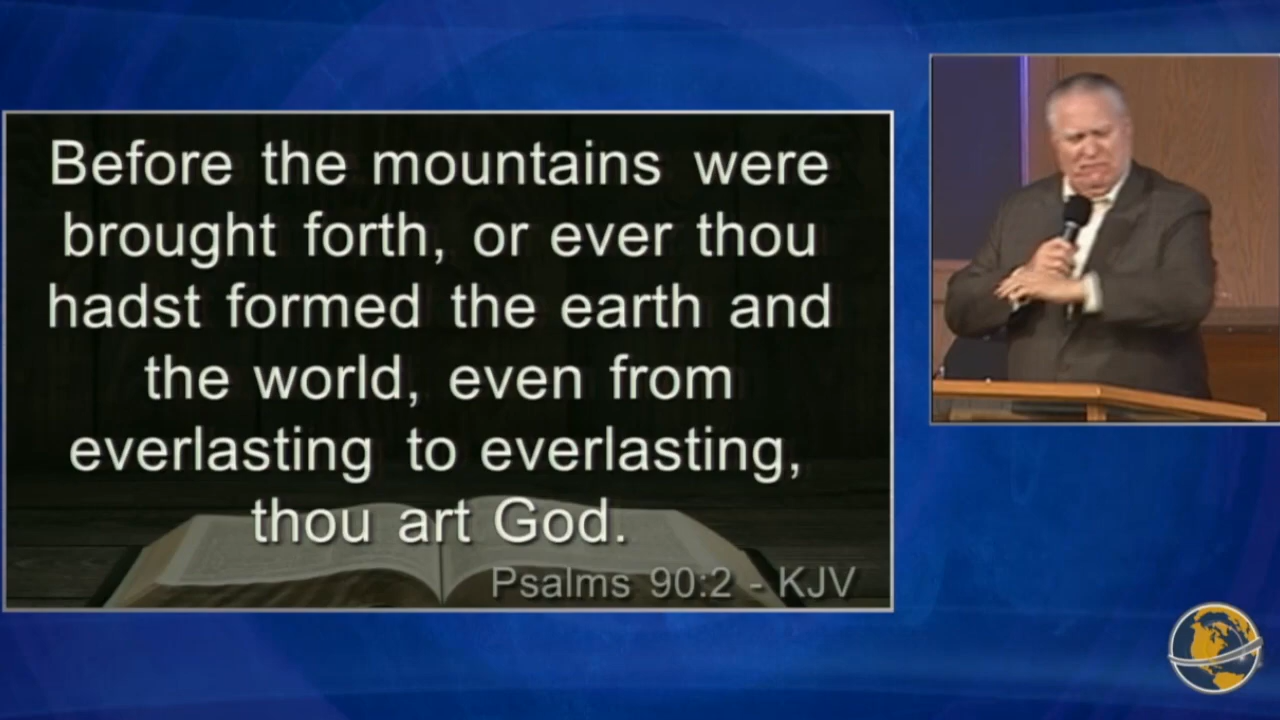 Before the mountains were
brought forth, or ever thou
hadst formed the earth and
the world, even from
everlasting to everlasting,
thou art God.
Psalms 90:2 - KJV